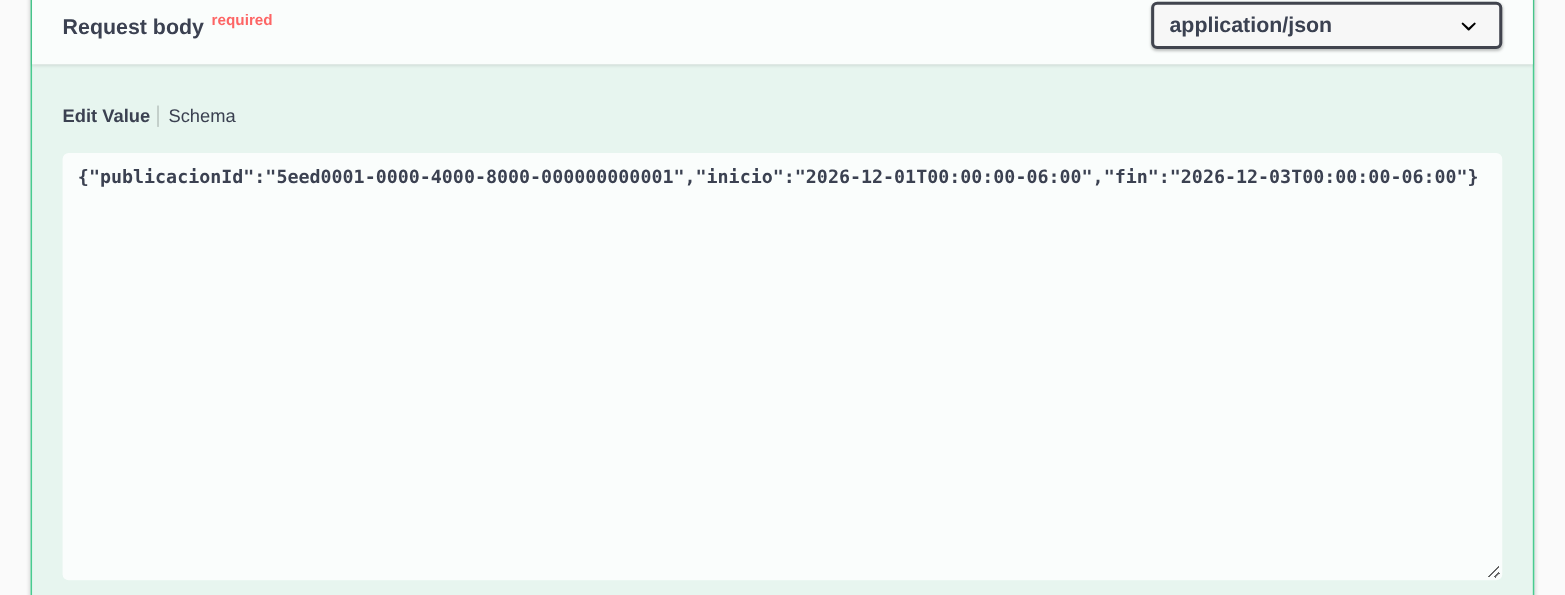 Request body required
application/json
Edit Value
Schema
{"publicacionId":"5eed0001-0000-4000-8000-000000000001","inicio":"2026-12-01T00:00:00-06:00","fin":"2026-12-03T00:00:00-06:00"}